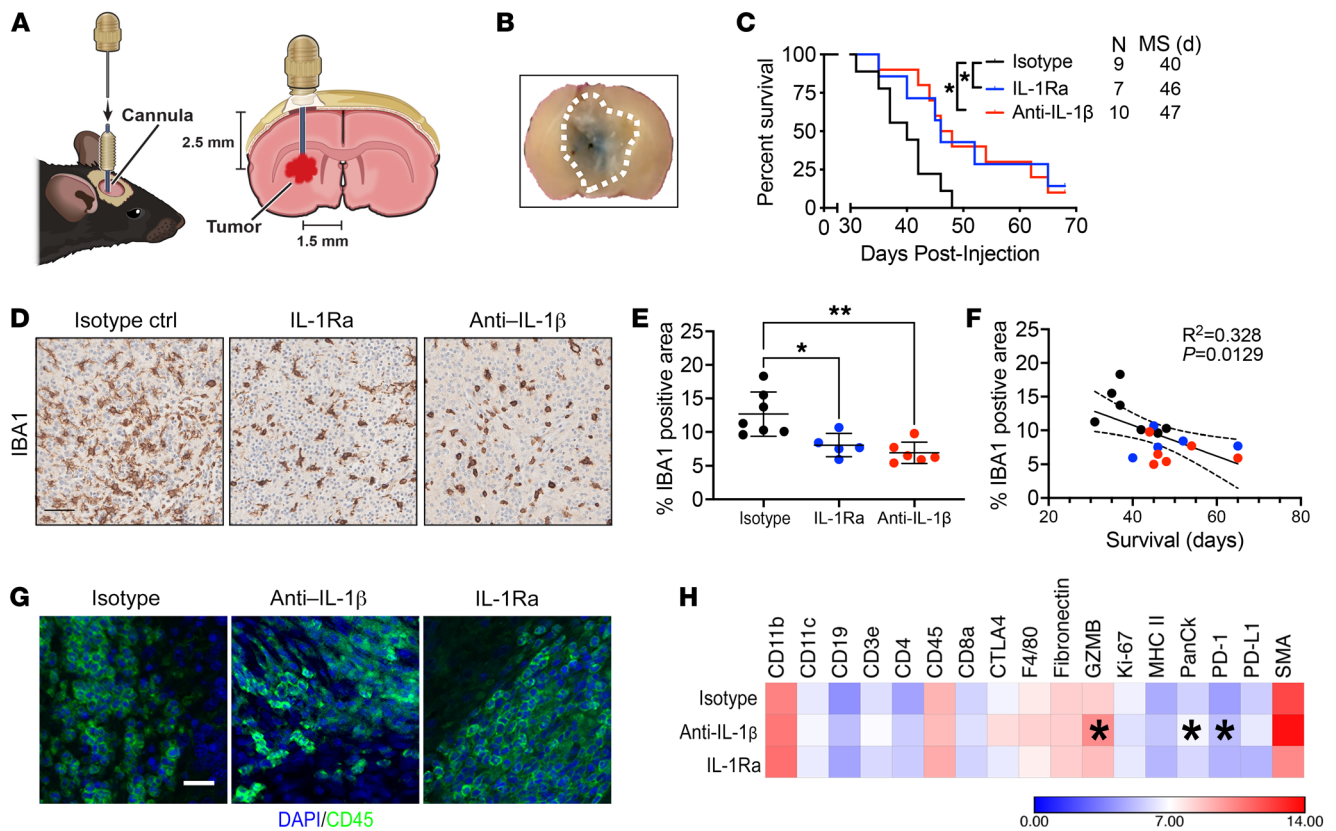 A
Cannula
2.5 mm
Tumor
1.5 mm
B
C
N MS (d)
Isotype 9 40
IL-1Ra 7 46
Anti-IL-1β 10 47
*
*
Percent survival
100
75
50
25
0
0 30 40 50 60 70
Days Post-Injection
D
Isotype ctrl IL-1Ra Anti–IL-1β
IBA1
E
% IBA1 positive area
25
20
15
10
5
0
**
*
Isotype IL-1Ra Anti-IL-1β
F
% IBA1 postive area
25
20
15
10
5
0
R²=0.328
P=0.0129
20 40 60 80
Survival (days)
G
Isotype Anti–IL-1β IL-1Ra
DAPI/CD45
H
CD11b
CD11c
CD19
CD3e
CD4
CD45
CD8a
CTLA4
F4/80
Fibronectin
GZMB
Ki-67
MHC II
PanCk
PD-1
PD-L1
SMA
Isotype
Anti-IL-1β * * *
IL-1Ra
0.00 7.00 14.00